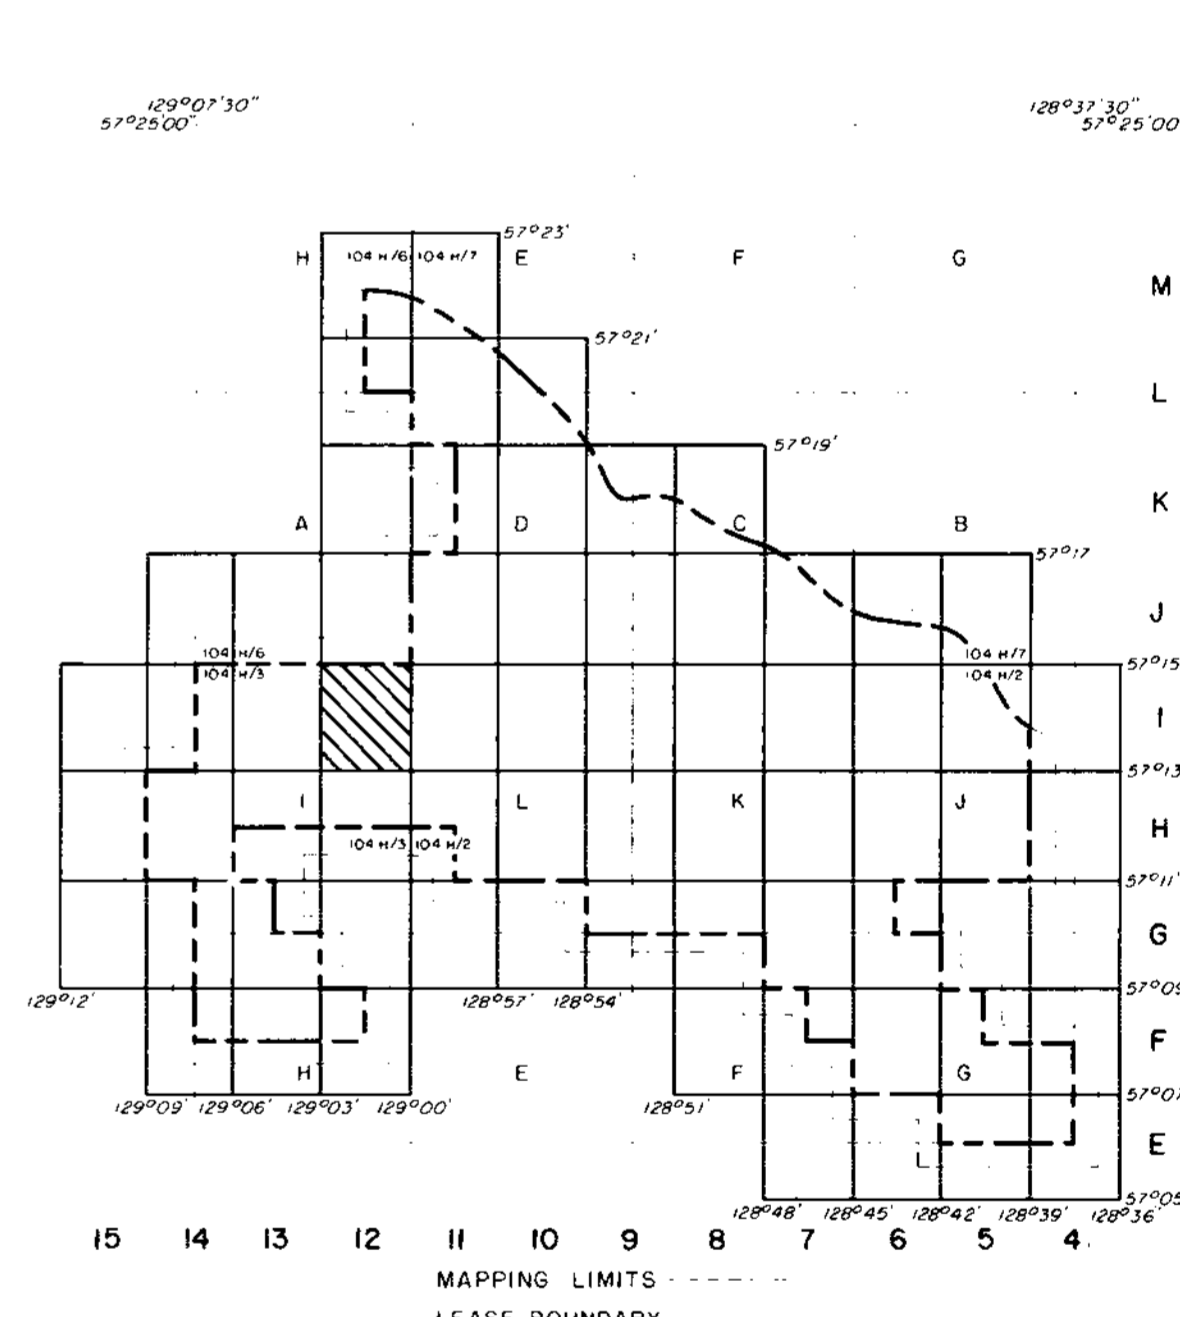 129°07'30" 128°37'30"
57°25'00" 57°25'00
57°23'
H 104 H/6 104 H/7 E F G
M
57°21'
L
57°19'
K
A D C B
57°17
J
104 H/6 104 H/7
57°15
104 H/3 104 H/2
I
57°13
I L K J
H
104 H/3 104 H/2
57°11'
G
129°12' 128°57' 128°54' 57°09
F
H E F G
57°07
129°09' 129°06' 129°03' 129°00' 128°51'
E
57°05
128°48' 128°45' 128°42' 128°39' 128°36'
15 14 13 12 11 10 9 8 7 6 5 4
MAPPING LIMITS
LEASE BOUNDARY